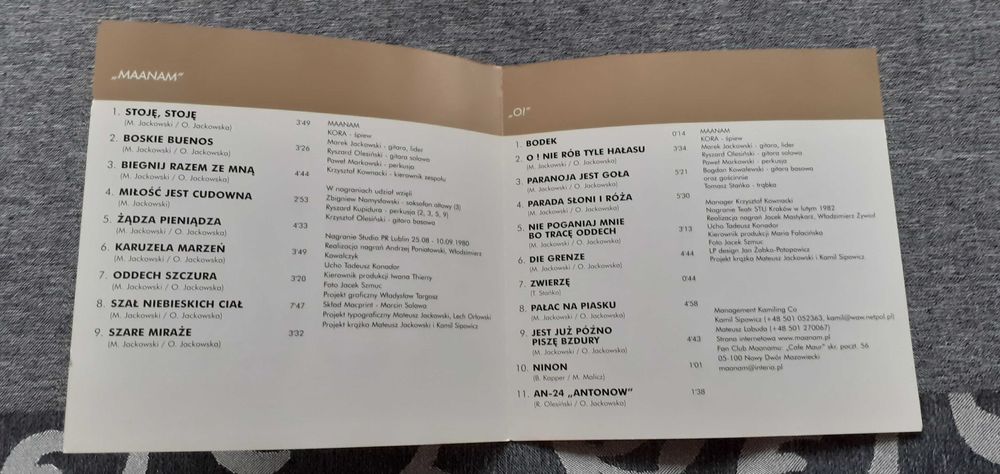 „MAANAM”
1. STOJĘ, STOJĘ
(M. Jackowski / O. Jackowska)
3'49
2. BOSKIE BUENOS
(M. Jackowski / O. Jackowska)
3'26
3. BIEGNIJ RAZEM ZE MNĄ
(M. Jackowski / O. Jackowska)
4'44
4. MIŁOŚĆ JEST CUDOWNA
(M. Jackowski)
2'53
5. ŻĄDZA PIENIĄDZA
(M. Jackowski / O. Jackowska)
4'33
6. KARUZELA MARZEŃ
(M. Jackowski / O. Jackowska)
3'49
7. ODDECH SZCZURA
(M. Jackowski / O. Jackowska)
3'20
8. SZAŁ NIEBIESKICH CIAŁ
(M. Jackowski / O. Jackowska)
7'47
9. SZARE MIRAŻE
(M. Jackowski / O. Jackowska)
3'32
MAANAM
KORA - śpiew
Marek Jackowski - gitara, lider
Ryszard Olesiński - gitara solowa
Paweł Markowski - perkusja
Krzysztof Kownacki - kierownik zespołu
W nagraniach udział wzięli
Zbigniew Namysłowski - saksofon altowy (3)
Ryszard Kupidura - perkusja (2, 3, 5, 9)
Krzysztof Olesiński - gitara basowa
Nagranie Studio PR Lublin 25.08 - 10.09 1980
Realizacja nagrań Andrzej Poniatowski, Włodzimierz
Kowalczyk
Ucho Tadeusz Konador
Kierownik produkcji Iwona Thierry
Foto Jacek Szmuc
Projekt graficzny Władysław Targosz
Skład Macprint - Marcin Solawa
Projekt typograficzny Mateusz Jackowski, Lech Orłowski
Projekt krążka Mateusz Jackowski i Kamil Sipowicz
„O!”
1. BODEK
0'14
2. O ! NIE RÓB TYLE HAŁASU
(M. Jackowski / O. Jackowska)
3'34
3. PARANOJA JEST GOŁA
(M. Jackowski / O. Jackowska)
5'21
4. PARADA SŁONI I RÓŻA
(M. Jackowski / O. Jackowska)
5'30
5. NIE POGANIAJ MNIE
BO TRACĘ ODDECH
(M. Jackowski / O. Jackowska)
3'13
6. DIE GRENZE
(M. Jackowski / O. Jackowska)
4'44
7. ZWIERZĘ
(T. Stańko)
0'44
8. PAŁAC NA PIASKU
(M. Jackowski / O. Jackowska)
4'58
9. JEST JUŻ PÓŹNO
PISZĘ BZDURY
(M. Jackowski / O. Jackowska)
4'43
10. NINON
(B. Kapper / M. Malicz)
1'01
11. AN-24 „ANTONOW”
(R. Olesiński / O. Jackowska)
1'38
MAANAM
KORA - śpiew
Marek Jackowski - gitara, lider
Ryszard Olesiński - gitara solowa
Paweł Markowski - perkusja
Bogdan Kowalewski - gitara basowa
oraz gościnnie
Tomasz Stańko - trąbka
Manager Krzysztof Kownacki
Nagranie Teatr STU Kraków w lutym 1982
Realizacja nagrań Jacek Mastykarz, Włodzimierz Żywioł
Ucho Tadeusz Konador
Kierownik produkcji Maria Falacińska
Foto Jacek Szmuc
LP design Jan Żabko-Potopowicz
Projekt krążka Mateusz Jackowski i Kamil Sipowicz.
Management Kamiling Co
Kamil Sipowicz (+48 501 052363, kamil@waw.netpol.pl)
Mateusz Labuda (+48 501 270067)
Strona internetowa www.maanam.pl
Fan Club Maanamu: „Cafe Maur” skr. poczt. 56
05-100 Nowy Dwór Mazowiecki
maanam@interia.pl